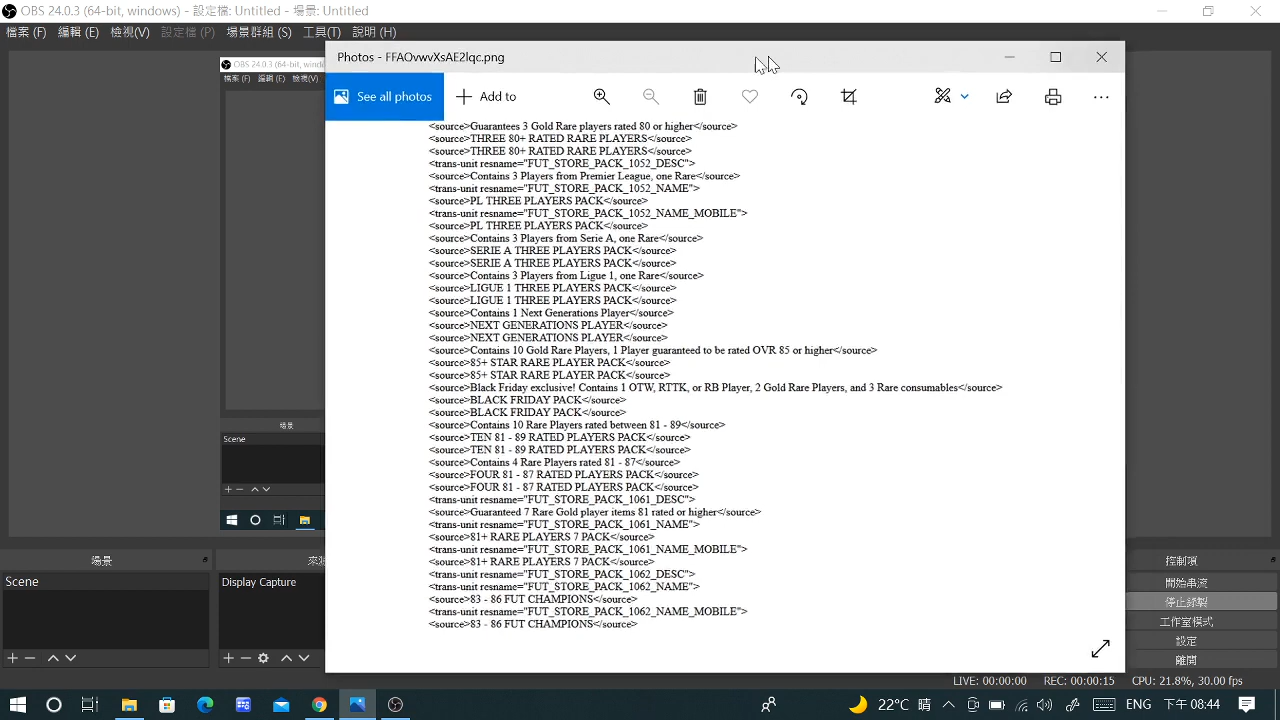 OBS 24.0.3 (64-bit, windows) - 設定檔: Untitled - 場景: Untitled
檔案 (F) 編輯 (E) 檢視(V) 設定檔 (P) 場景 (S) 工具 (T) 說明 (H)
Photos - FFAOvwvXsAE2lqc.png
OBS 24.0.3 (64-bit, windo
檔案 (F) 編輯 (E) 檢視(V)
See all photos
Add to
<source>Guarantees 3 Gold Rare players rated 80 or higher</source>
<source>THREE 80+ RATED RARE PLAYERS</source>
<source>THREE 80+ RATED RARE PLAYERS</source>
<trans-unit resname="FUT_STORE_PACK_1052_DESC">
<source>Contains 3 Players from Premier League, one Rare</source>
<trans-unit resname="FUT_STORE_PACK_1052_NAME">
<source>PL THREE PLAYERS PACK</source>
<trans-unit resname="FUT_STORE_PACK_1052_NAME_MOBILE">
<source>PL THREE PLAYERS PACK</source>
<source>Contains 3 Players from Serie A, one Rare</source>
<source>SERIE A THREE PLAYERS PACK</source>
<source>SERIE A THREE PLAYERS PACK</source>
<source>Contains 3 Players from Ligue 1, one Rare</source>
<source>LIGUE 1 THREE PLAYERS PACK</source>
<source>LIGUE 1 THREE PLAYERS PACK</source>
<source>Contains 1 Next Generations Player</source>
<source>NEXT GENERATIONS PLAYER</source>
<source>NEXT GENERATIONS PLAYER</source>
<source>Contains 10 Gold Rare Players, 1 Player guaranteed to be rated OVR 85 or higher</source>
<source>85+ STAR RARE PLAYER PACK</source>
<source>85+ STAR RARE PLAYER PACK</source>
<source>Black Friday exclusive! Contains 1 OTW, RTTK, or RB Player, 2 Gold Rare Players, and 3 Rare consumables</source>
<source>BLACK FRIDAY PACK</source>
<source>BLACK FRIDAY PACK</source>
<source>Contains 10 Rare Players rated between 81 - 89</source>
<source>TEN 81 - 89 RATED PLAYERS PACK</source>
<source>TEN 81 - 89 RATED PLAYERS PACK</source>
<source>Contains 4 Rare Players rated 81 - 87</source>
<source>FOUR 81 - 87 RATED PLAYERS PACK</source>
<source>FOUR 81 - 87 RATED PLAYERS PACK</source>
<trans-unit resname="FUT_STORE_PACK_1061_DESC">
<source>Guaranteed 7 Rare Gold player items 81 rated or higher</source>
<trans-unit resname="FUT_STORE_PACK_1061_NAME">
<source>81+ RARE PLAYERS 7 PACK</source>
<trans-unit resname="FUT_STORE_PACK_1061_NAME_MOBILE">
<source>81+ RARE PLAYERS 7 PACK</source>
<trans-unit resname="FUT_STORE_PACK_1062_DESC">
<trans-unit resname="FUT_STORE_PACK_1062_NAME">
<source>83 - 86 FUT CHAMPIONS</source>
<trans-unit resname="FUT_STORE_PACK_1062_NAME_MOBILE">
<source>83 - 86 FUT CHAMPIONS</source>
場景
Scene
場景
來源
控制項
Scene
Display Capture
開始串流
停止錄製
工作室模式
設定
離開
LIVE: 00:00:00 REC: 00:00:15 CPU: 21.8%, 30.00 fps
22°C 晴 下午 08:44